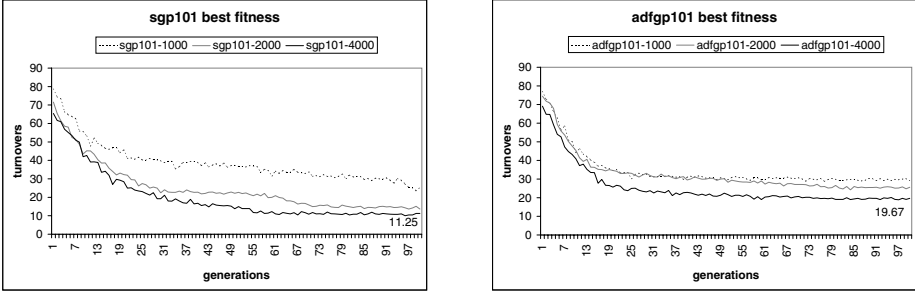 sgp101 best fitness
sgp101-1000 sgp101-2000 sgp101-4000
90
80
70
60
50
40
30
20
10
0
turnovers
11.25
1 7 13 19 25 31 37 43 49 55 61 67 73 79 85 91 97
generations
adfgp101 best fitness
adfgp101-1000 adfgp101-2000 adfgp101-4000
90
80
70
60
50
40
30
20
10
0
turnovers
19.67
1 7 13 19 25 31 37 43 49 55 61 67 73 79 85 91 97
generations